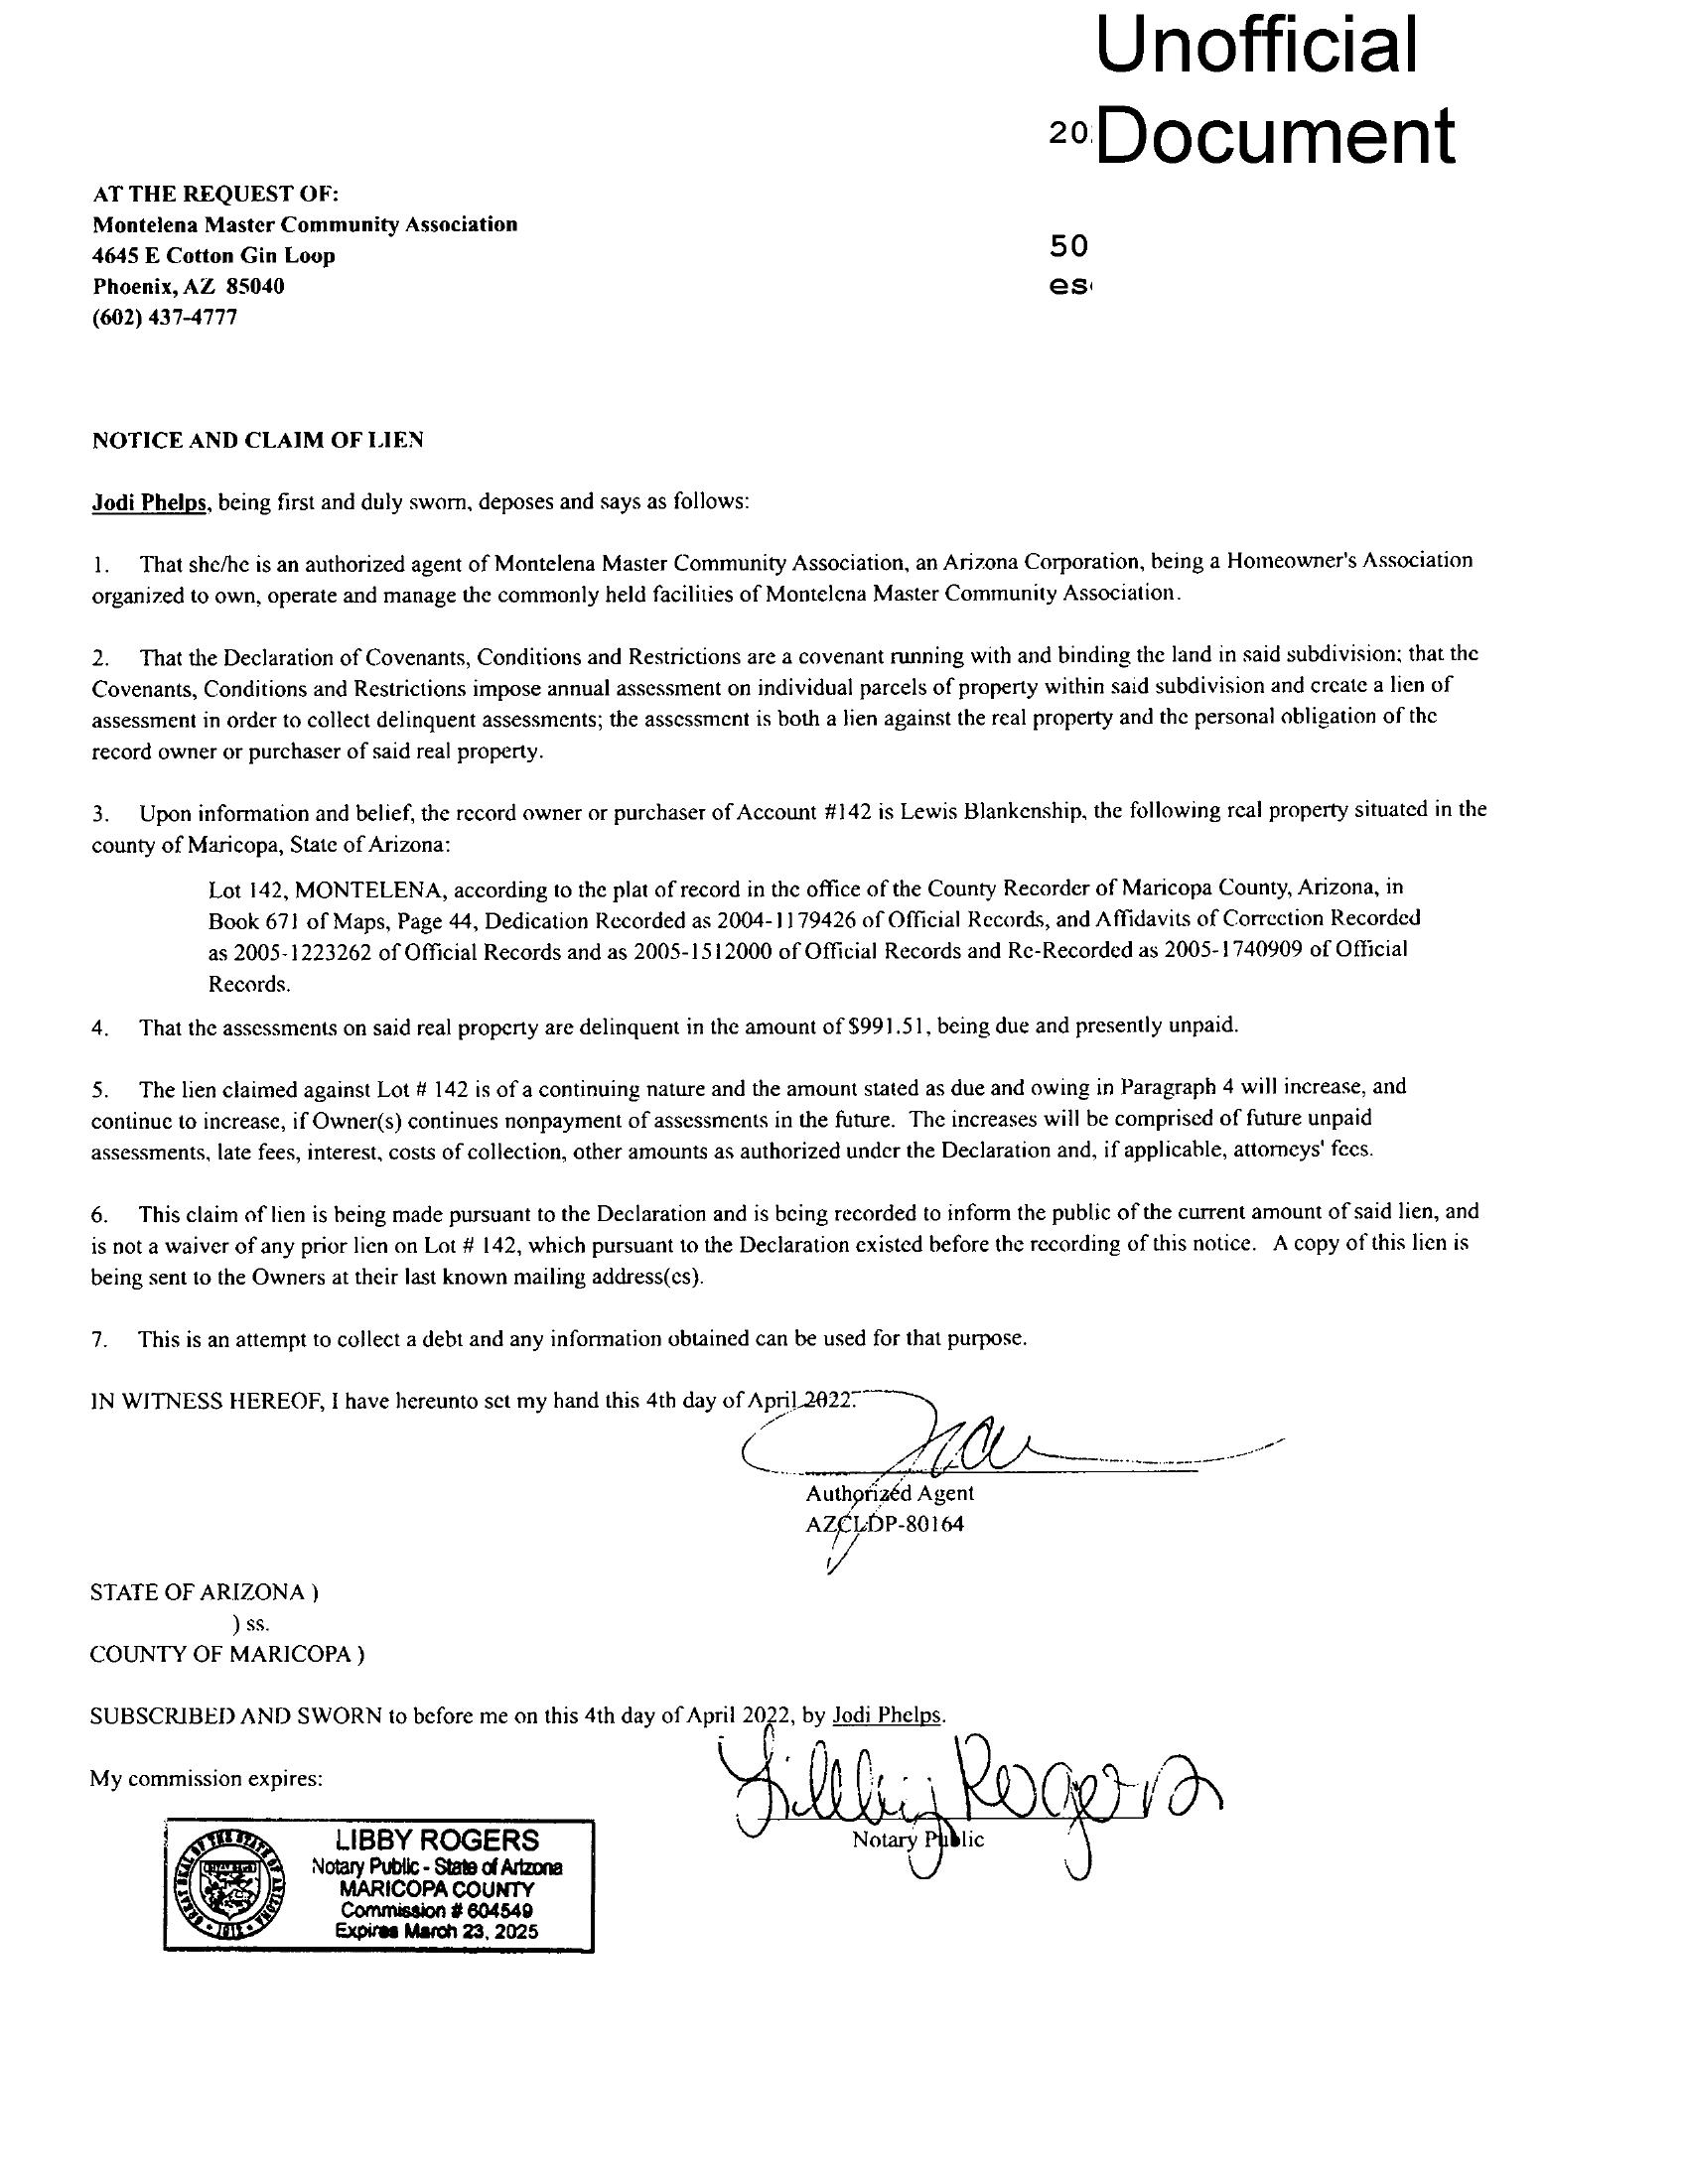 Unofficial
20 Document
AT THE REQUEST OF:
Montelena Master Community Association
4645 E Cotton Gin Loop
Phoenix, AZ 85040
(602) 437-4777
50
es
NOTICE AND CLAIM OF LIEN
Jodi Phelps, being first and duly sworn, deposes and says as follows:
1. That she/he is an authorized agent of Montelena Master Community Association, an Arizona Corporation, being a Homeowner's Association
organized to own, operate and manage the commonly held facilities of Montelena Master Community Association.
2. That the Declaration of Covenants, Conditions and Restrictions are a covenant running with and binding the land in said subdivision; that the
Covenants, Conditions and Restrictions impose annual assessment on individual parcels of property within said subdivision and create a lien of
assessment in order to collect delinquent assessments; the assessment is both a lien against the real property and the personal obligation of the
record owner or purchaser of said real property.
3. Upon information and belief, the record owner or purchaser of Account #142 is Lewis Blankenship, the following real property situated in the
county of Maricopa, State of Arizona:
Lot 142, MONTELENA, according to the plat of record in the office of the County Recorder of Maricopa County, Arizona, in
Book 671 of Maps, Page 44, Dedication Recorded as 2004-1179426 of Official Records, and Affidavits of Correction Recorded
as 2005-1223262 of Official Records and as 2005-1512000 of Official Records and Re-Recorded as 2005-1740909 of Official
Records.
4. That the assessments on said real property are delinquent in the amount of $991.51, being due and presently unpaid.
5. The lien claimed against Lot # 142 is of a continuing nature and the amount stated as due and owing in Paragraph 4 will increase, and
continue to increase, if Owner(s) continues nonpayment of assessments in the future. The increases will be comprised of future unpaid
assessments, late fees, interest, costs of collection, other amounts as authorized under the Declaration and, if applicable, attorneys' fees.
6. This claim of lien is being made pursuant to the Declaration and is being recorded to inform the public of the current amount of said lien, and
is not a waiver of any prior lien on Lot # 142, which pursuant to the Declaration existed before the recording of this notice. A copy of this lien is
being sent to the Owners at their last known mailing address(es).
7. This is an attempt to collect a debt and any information obtained can be used for that purpose.
IN WITNESS HEREOF, I have hereunto set my hand this 4th day of April 2022.
Authorized Agent
AZCLDP-80164
STATE OF ARIZONA )
) ss.
COUNTY OF MARICOPA )
SUBSCRIBED AND SWORN to before me on this 4th day of April 2022, by Jodi Phelps.
My commission expires:
Libby Rogers
Notary Public
GREAT SEAL OF THE STATE OF ARIZONA
1912
LIBBY ROGERS
Notary Public - State of Arizona
MARICOPA COUNTY
Commission # 604549
Expires March 23, 2025